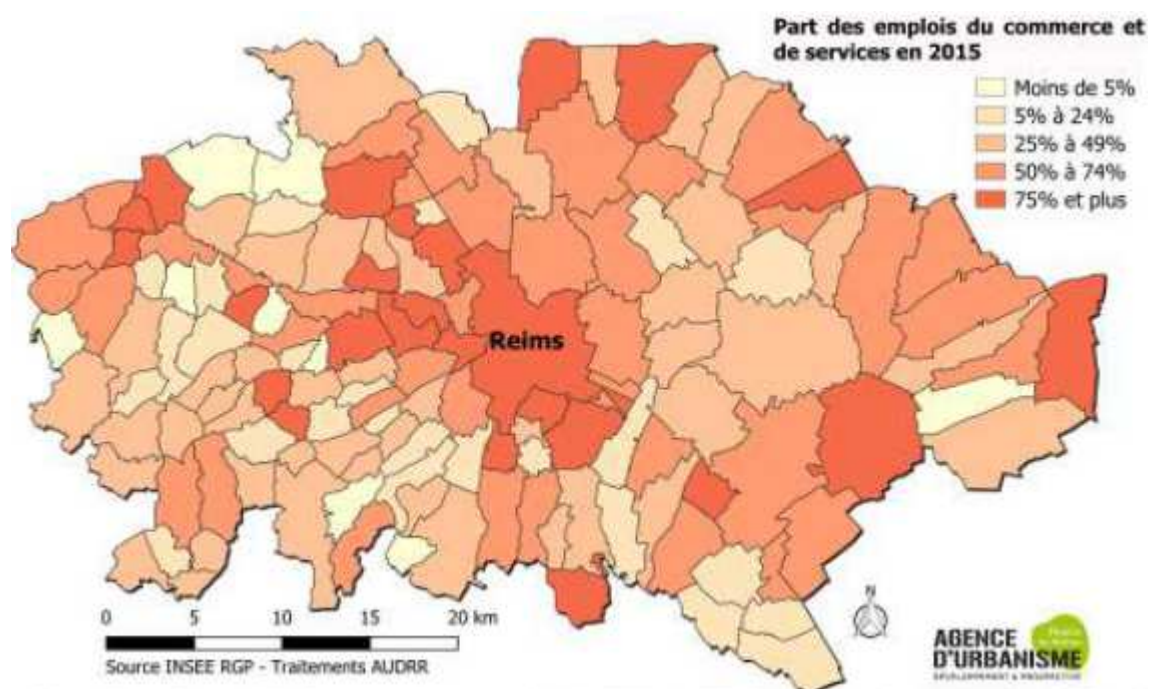 Part des emplois du commerce et
de services en 2015
Moins de 5%
5% à 24%
25% à 49%
50% à 74%
75% et plus
Reims
0 5 10 15 20 km
Source INSEE RGP - Traitements AUDRR
N
AGENCE
D'URBANISME